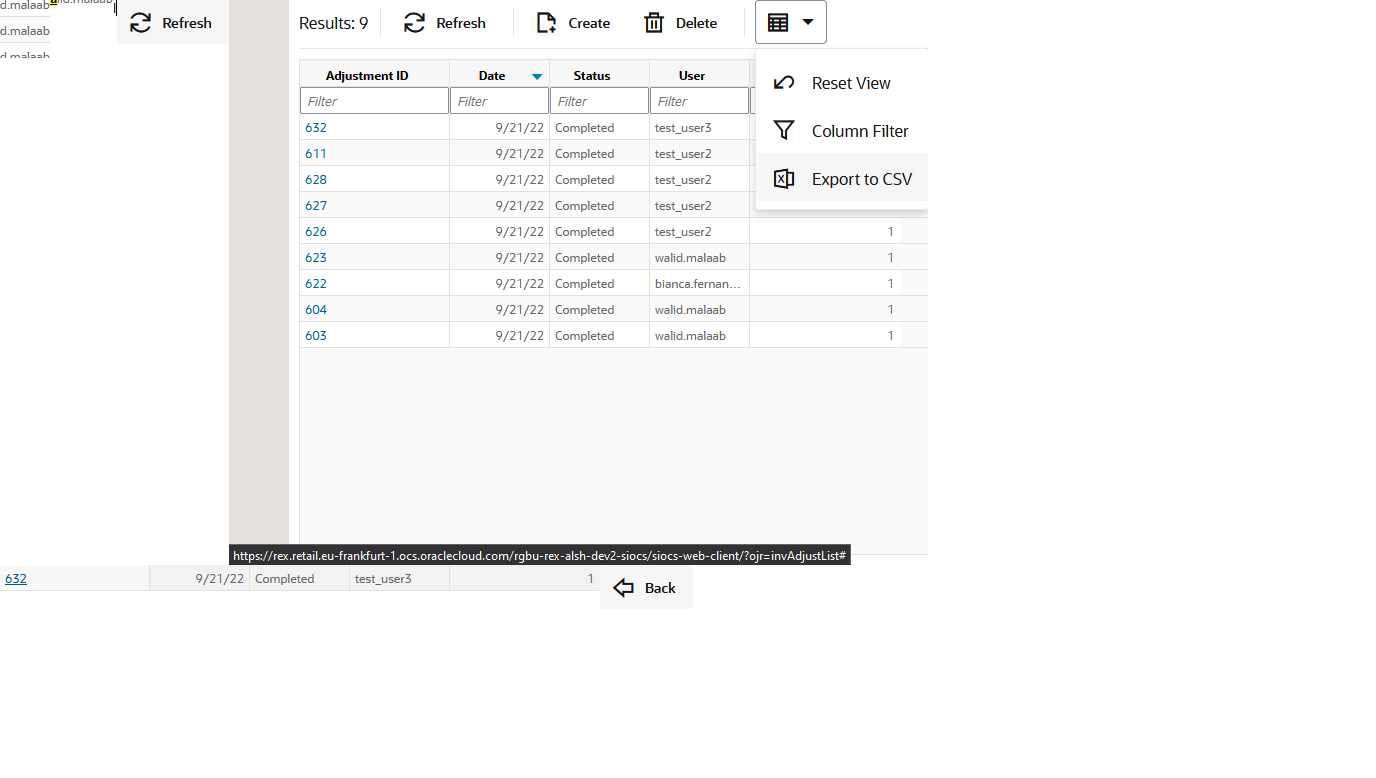 d.malaab
d.malaab
d.malaab
Refresh
Results: 9
Refresh
Create
Delete
Adjustment ID Date Status User
Filter Filter Filter Filter
Reset View
Column Filter
Export to CSV
632 9/21/22 Completed test_user3
611 9/21/22 Completed test_user2
628 9/21/22 Completed test_user2
627 9/21/22 Completed test_user2
626 9/21/22 Completed test_user2 1
623 9/21/22 Completed walid.malaab 1
622 9/21/22 Completed bianca.fernan... 1
604 9/21/22 Completed walid.malaab 1
603 9/21/22 Completed walid.malaab 1
https://rex.retail.eu-frankfurt-1.ocs.oraclecloud.com/rgbu-rex-alsh-dev2-siocs/siocs-web-client/?ojr=invAdjustList#
632 9/21/22 Completed test_user3 1
Back